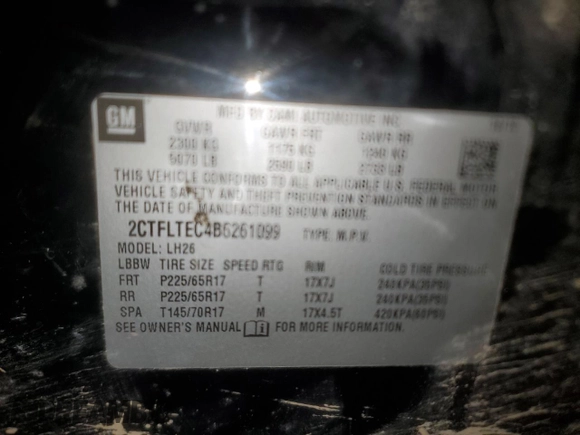 GM
MFD BY CAMI AUTOMOTIVE INC
GVWR GAWR FRT GAWR RR
2300 KG 1175 KG KG
5070 LB LB LB
THIS VEHICLE CONFORMS TO ALL APPLICABLE U.S. FEDERAL MOTOR
VEHICLE SAFETY AND THEFT PREVENTION STANDARDS IN EFFECT ON
THE DATE OF MANUFACTURE SHOWN ABOVE.
2CTFLTEC4B6261099 TYPE: M.P.V.
MODEL: LH26
LBBW TIRE SIZE SPEED RTG RIM COLD TIRE PRESSURE
FRT P225/65R17 T 17X7J 240KPA(35PSI)
RR P225/65R17 T 17X7J 240KPA(35PSI)
SPA T145/70R17 M 17X4.5T 420KPA(60PSI)
SEE OWNER'S MANUAL FOR MORE INFORMATION.